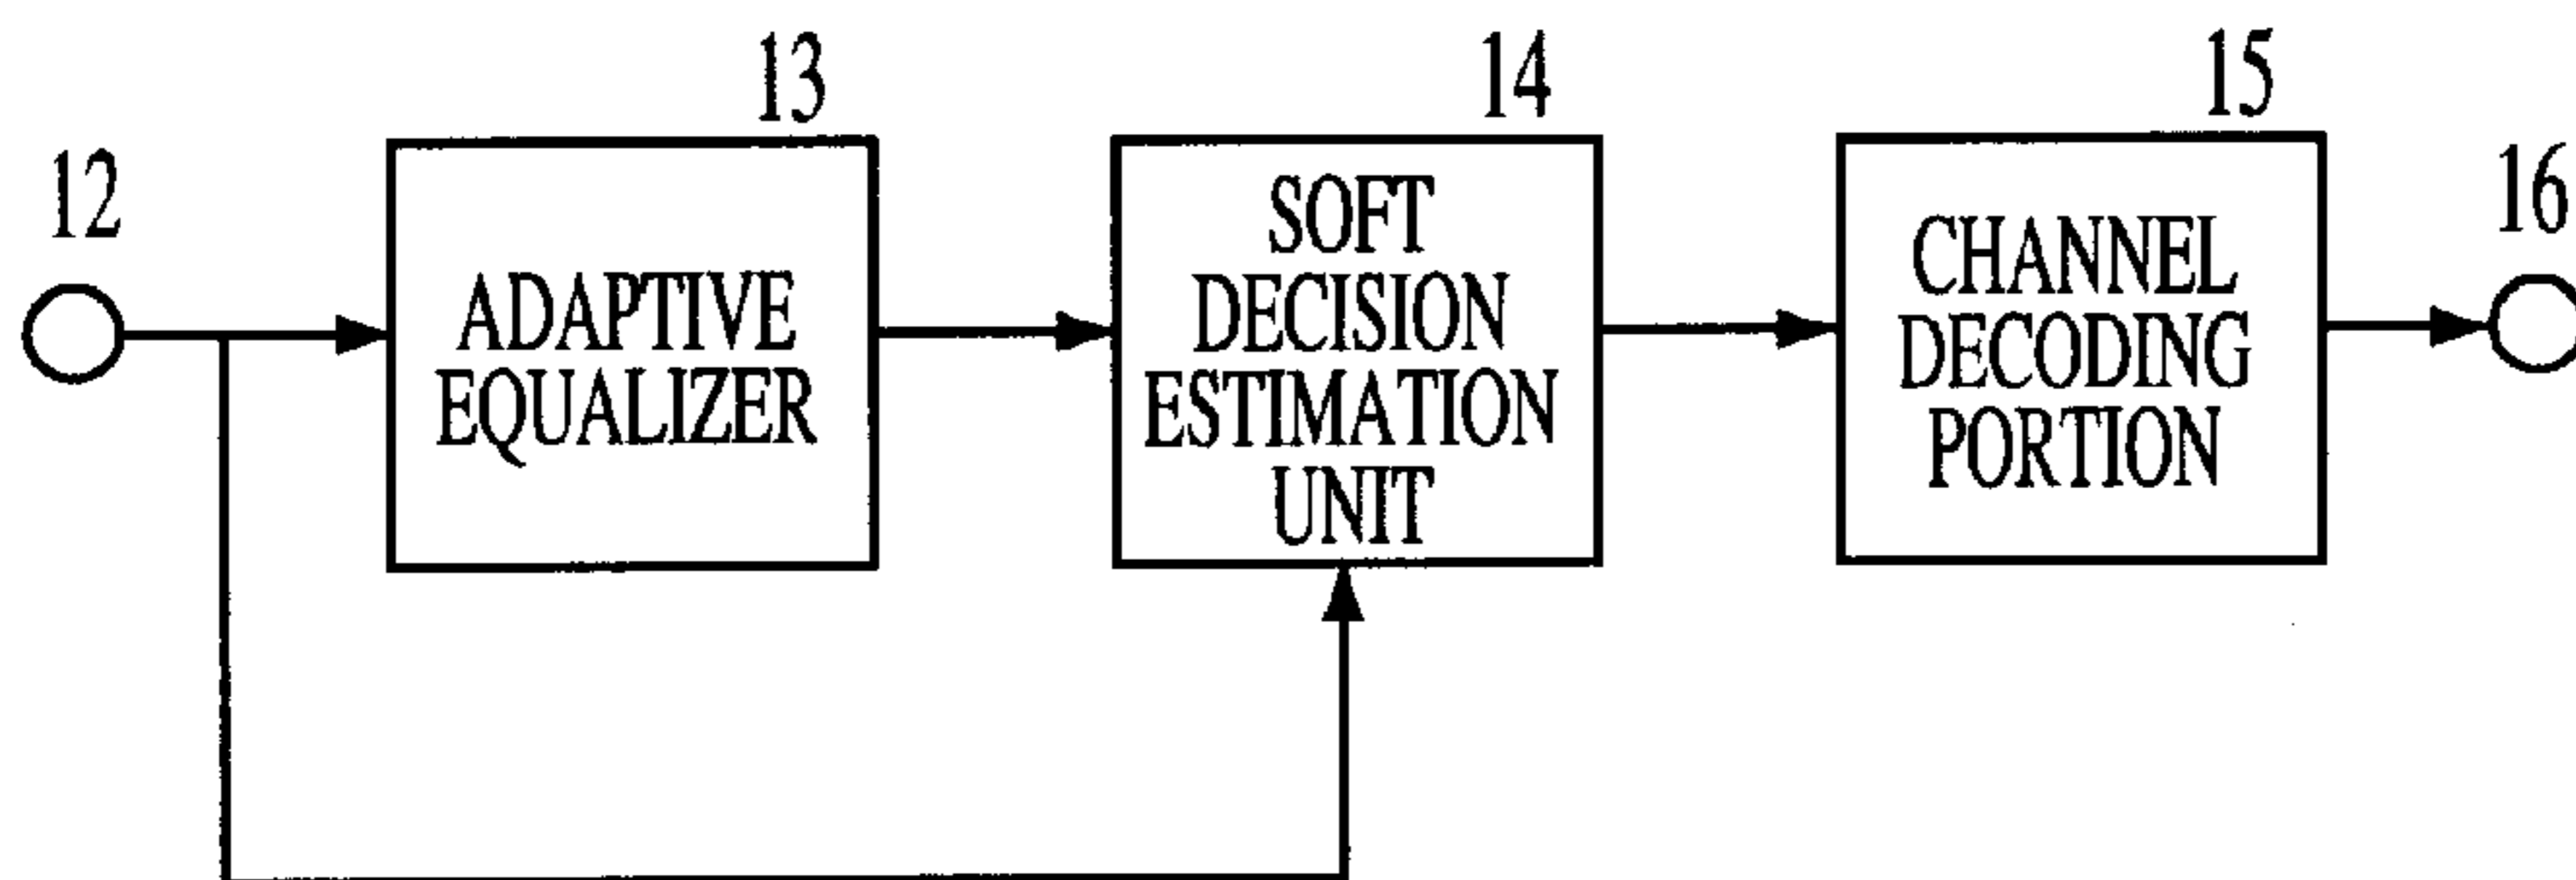 12
13
ADAPTIVE
EQUALIZER
14
SOFT
DECISION
ESTIMATION
UNIT
15
CHANNEL
DECODING
PORTION
16